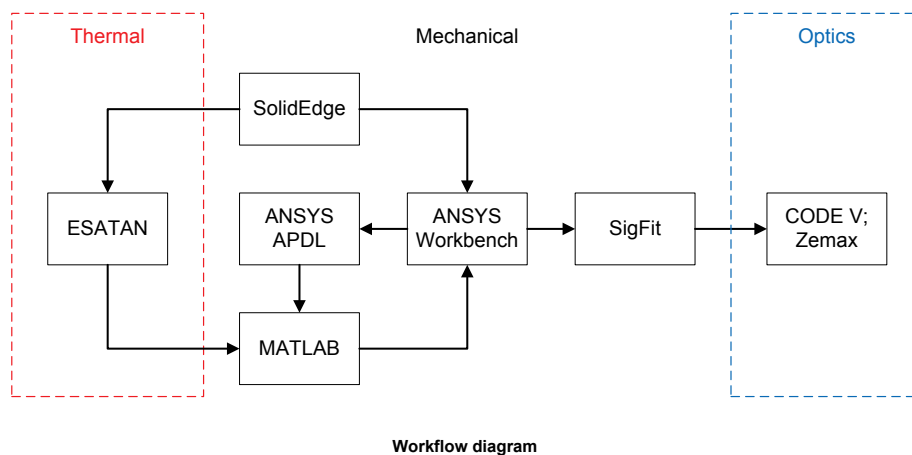 Thermal
Mechanical
Optics
SolidEdge
ESATAN
ANSYS
APDL
ANSYS
Workbench
SigFit
CODE V;
Zemax
MATLAB
Workflow diagram